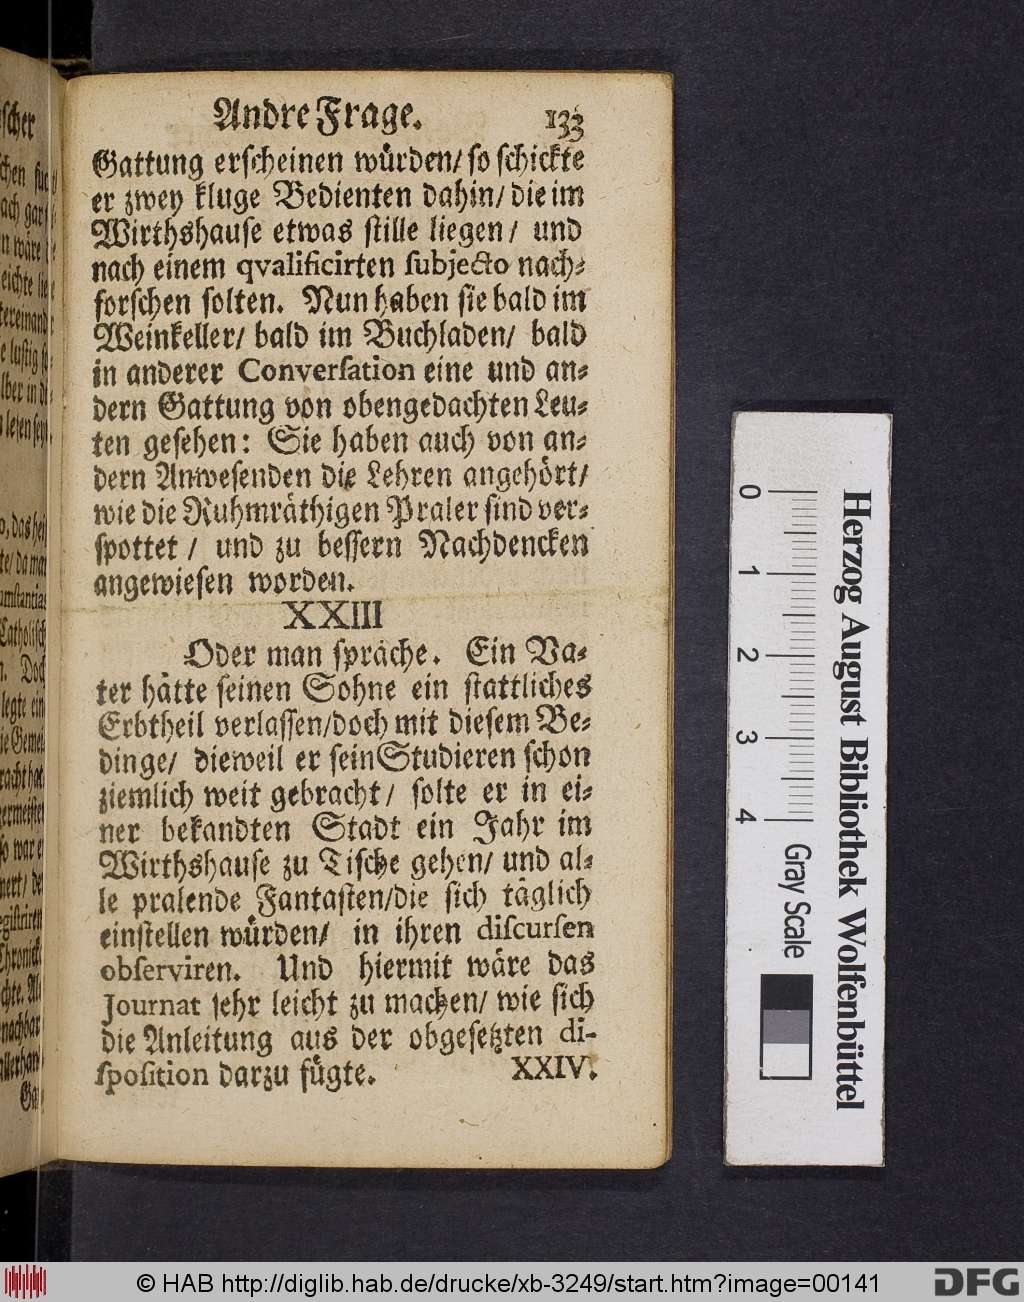 Andre Frage. 133
Gattung erscheinen würden/ so schickte
er zwey kluge Bedienten dahin/ die im
Wirthshause etwas stille liegen/ und
nach einem qvalificirten subjecto nach-
forschen solten. Nun haben sie bald im
Weinkeller/ bald im Buchladen/ bald
in anderer Conversation eine und an-
dern Gattung von obengedachten Leu-
ten gesehen: Sie haben auch von an-
dern Anwesenden die Lehren angehört/
wie die Ruhmräthigen Praler sind ver-
spottet / und zu bessern Nachdencken
angewiesen worden.
XXIII
Oder man spräche. Ein Va-
ter hätte seinen Sohne ein stattliches
Erbtheil verlassen/doch mit diesem Be-
dinge/ dieweil er sein Studieren schon
ziemlich weit gebracht/ solte er in ei-
ner bekandten Stadt ein Jahr im
Wirthshause zu Tische gehen/ und al-
le pralende Fantasten/die sich täglich
einstellen würden/ in ihren discursen
observiren. Und hiermit wäre das
Journat sehr leicht zu machen/ wie sich
die Anleitung aus der obgesetzten di-
sposition darzu fügte. XXIV.
0 1 2 3 4
Gray Scale
Herzog August Bibliothek Wolfenbüttel
© HAB http://diglib.hab.de/drucke/xb-3249/start.htm?image=00141
DFG